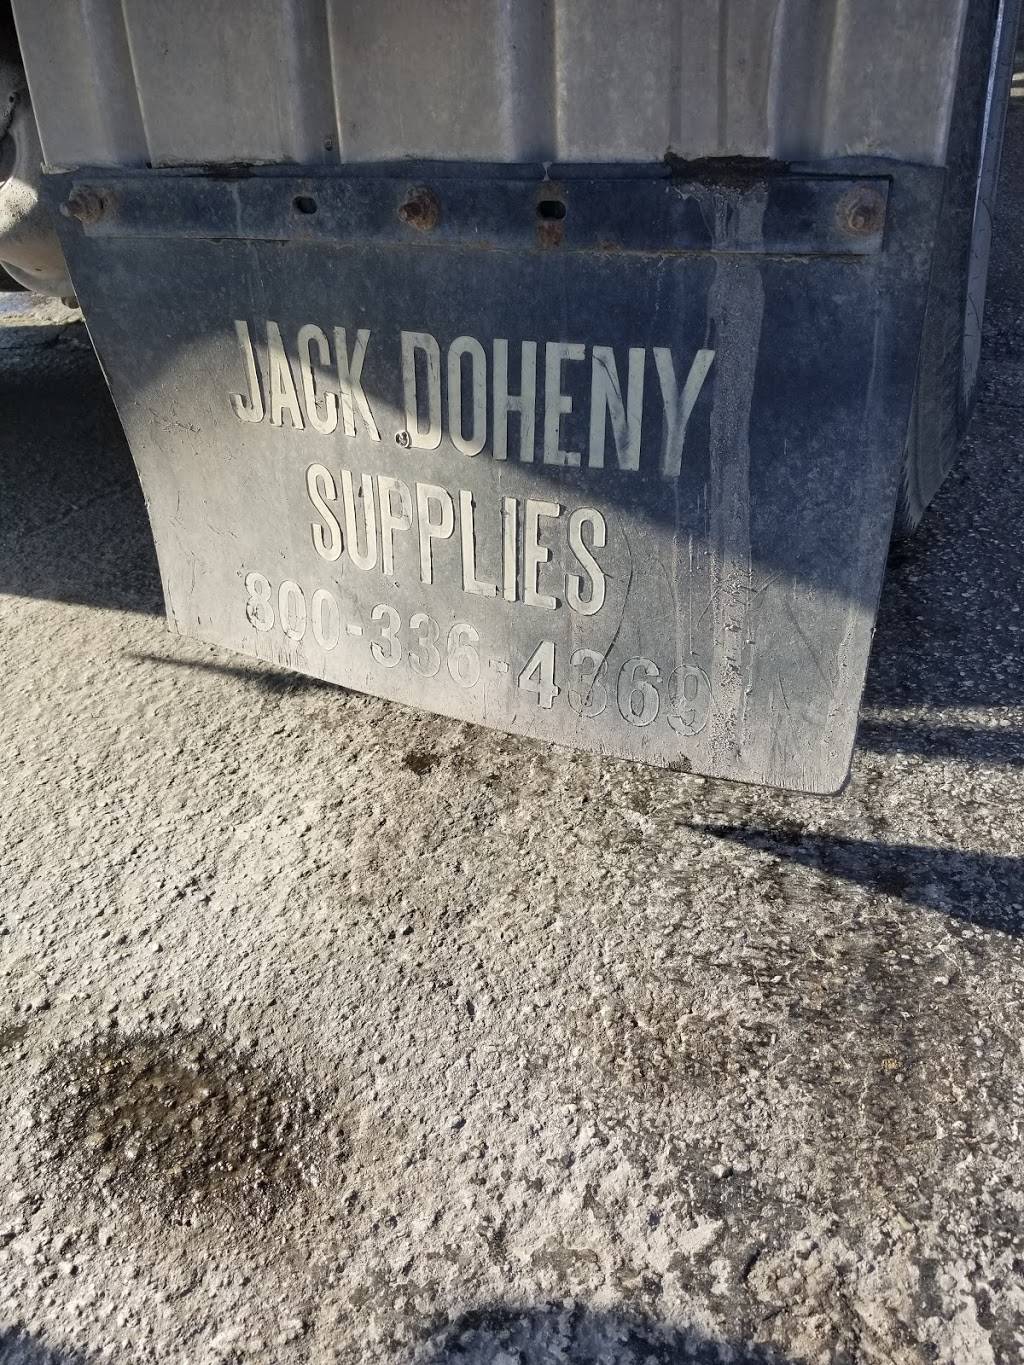 JACK DOHENY
SUPPLIES
800-336-4369